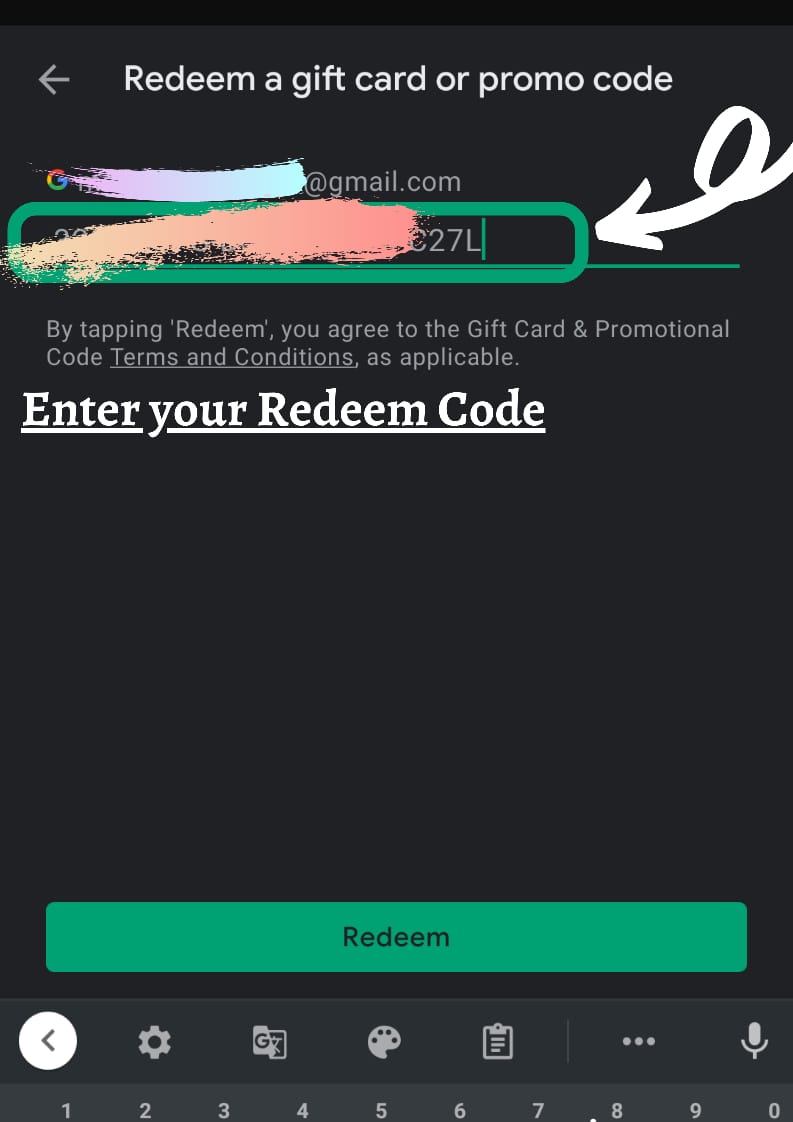 Redeem a gift card or promo code
@gmail.com
C27L
By tapping 'Redeem', you agree to the Gift Card & Promotional
Code Terms and Conditions, as applicable.
Enter your Redeem Code
Redeem
1 2 3 4 5 6 7 8 9 0